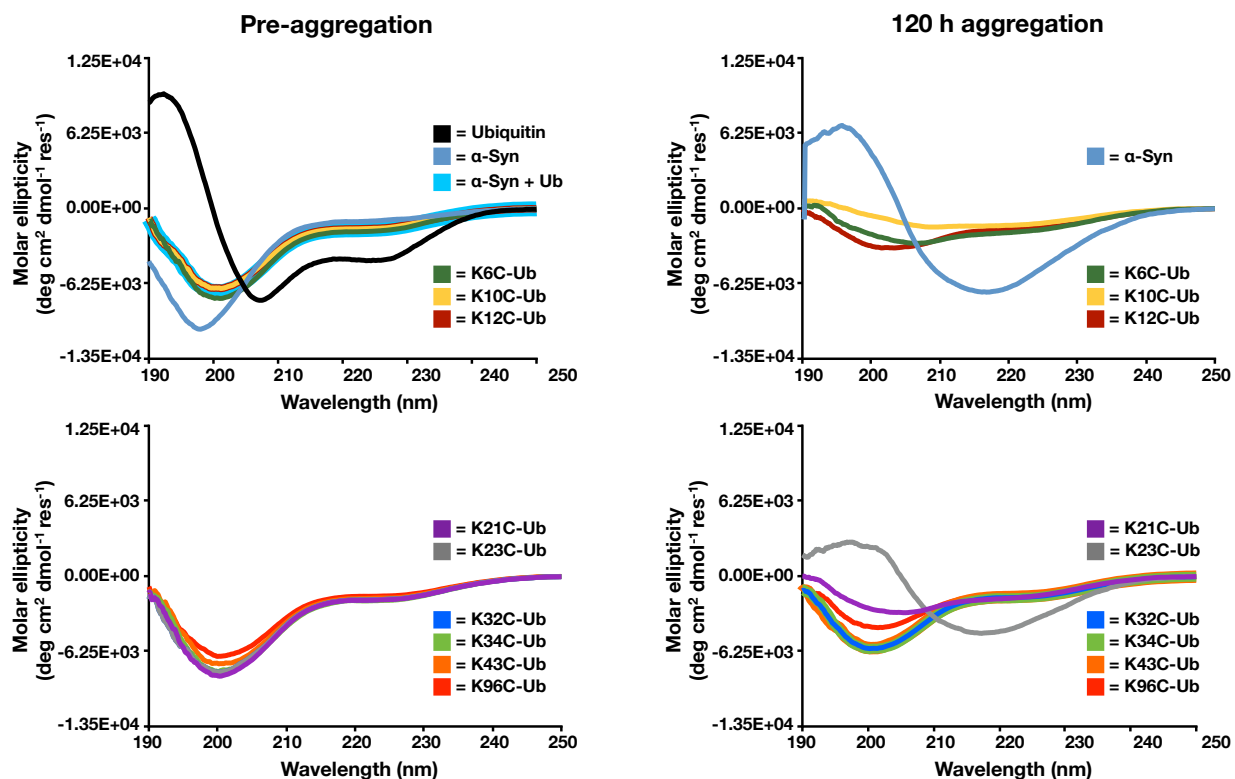 Pre-aggregation
120 h aggregation
Molar ellipticity
(deg cm² dmol⁻¹ res⁻¹)
1.25E+04
6.25E+03
0.00E+00
-6.25E+03
-1.35E+04
= Ubiquitin
= α-Syn
= α-Syn + Ub
= K6C-Ub
= K10C-Ub
= K12C-Ub
190 200 210 220 230 240 250
Wavelength (nm)
Molar ellipticity
(deg cm² dmol⁻¹ res⁻¹)
1.25E+04
6.25E+03
0.00E+00
-6.25E+03
-1.35E+04
= α-Syn
= K6C-Ub
= K10C-Ub
= K12C-Ub
190 200 210 220 230 240 250
Wavelength (nm)
Molar ellipticity
(deg cm² dmol⁻¹ res⁻¹)
1.25E+04
6.25E+03
0.00E+00
-6.25E+03
-1.35E+04
= K21C-Ub
= K23C-Ub
= K32C-Ub
= K34C-Ub
= K43C-Ub
= K96C-Ub
190 200 210 220 230 240 250
Wavelength (nm)
Molar ellipticity
(deg cm² dmol⁻¹ res⁻¹)
1.25E+04
6.25E+03
0.00E+00
-6.25E+03
-1.35E+04
= K21C-Ub
= K23C-Ub
= K32C-Ub
= K34C-Ub
= K43C-Ub
= K96C-Ub
190 200 210 220 230 240 250
Wavelength (nm)